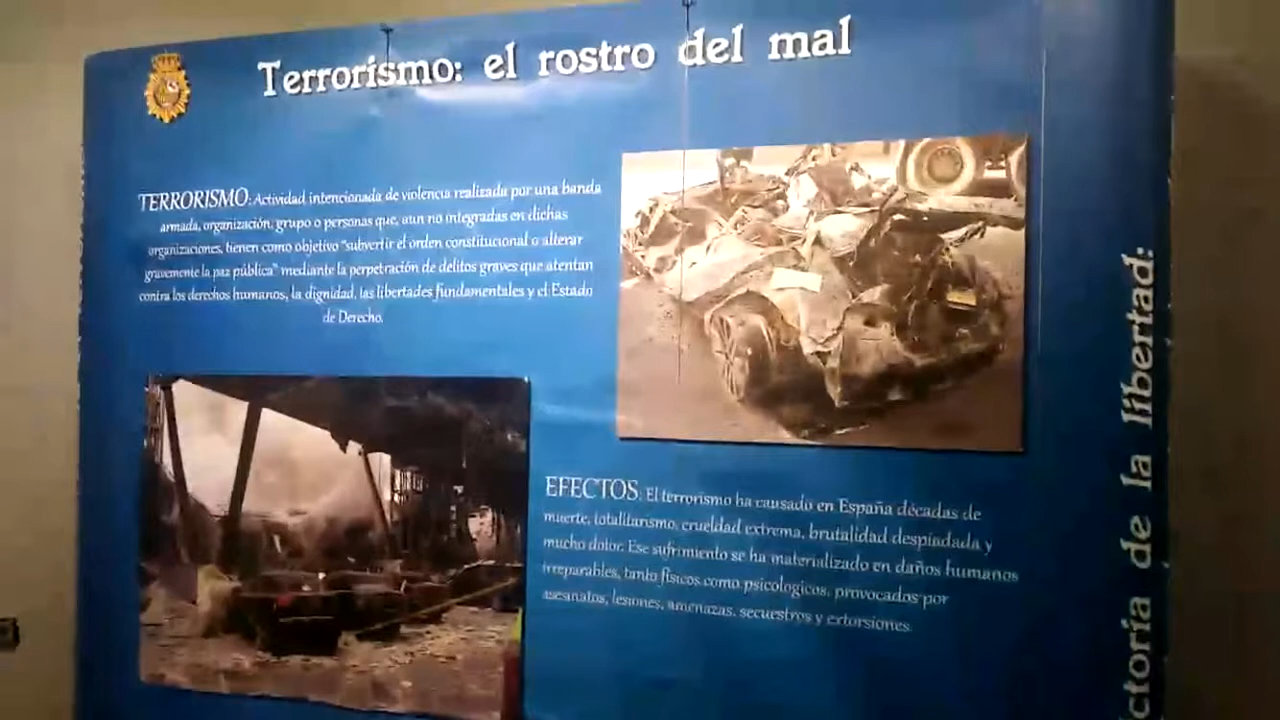 Terrorismo: el rostro del mal
TERRORISMO: Actividad intencionada de violencia realizada por una banda
armada, organización, grupo o personas que, aun no integradas en dichas
organizaciones, tienen como objetivo "subvertir el orden constitucional o alterar
gravemente la paz pública" mediante la perpetración de delitos graves que atentan
contra los derechos humanos, la dignidad, las libertades fundamentales y el Estado
de Derecho.
EFECTOS: El terrorismo ha causado en España décadas de
muerte, totalitarismo, crueldad extrema, brutalidad despiadada y
mucho dolor. Ese sufrimiento se ha materializado en daños humanos
irreparables, tanto físicos como psicologicos, provocados por
asesinatos, lesiones, amenazas, secuestros y extorsiones.
ctoria de la libertad: